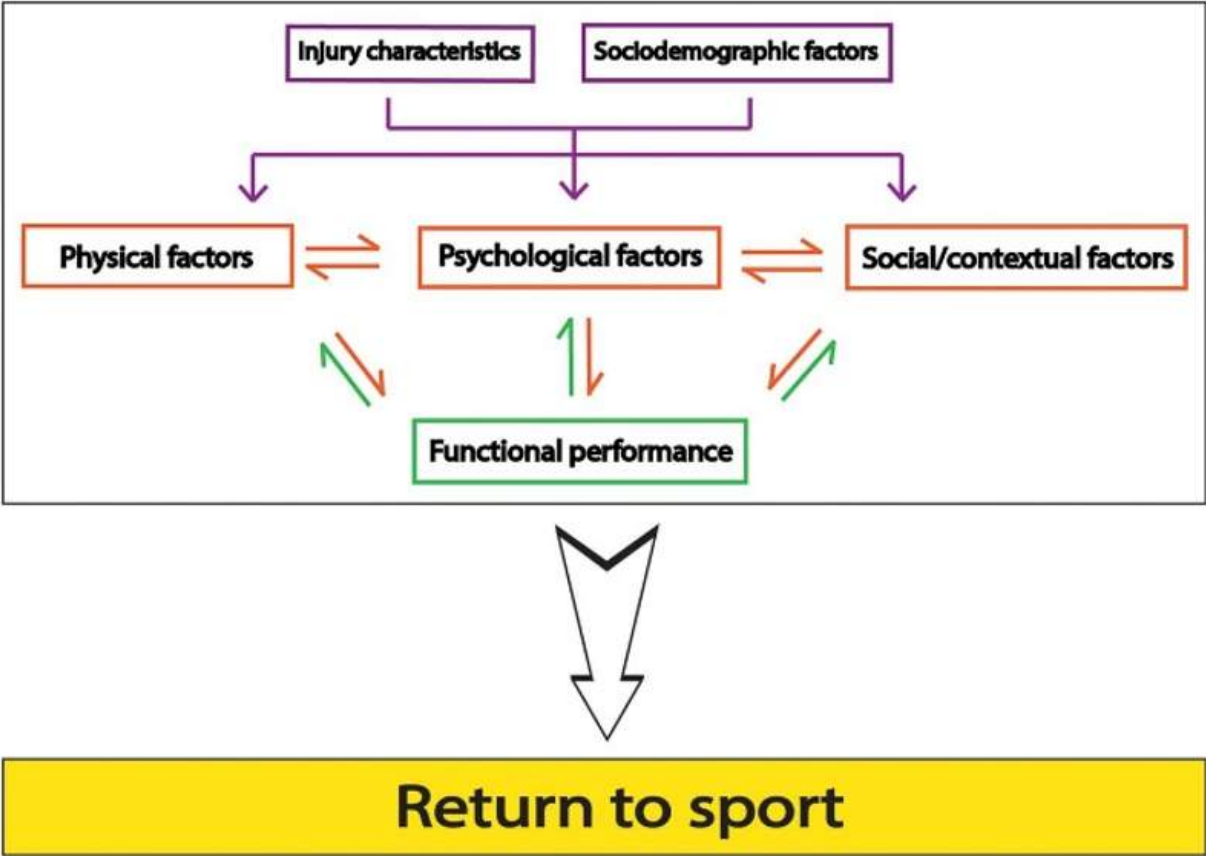 Injury characteristics
Sociodemographic factors
Physical factors
Psychological factors
Social/contextual factors
Functional performance
Return to sport